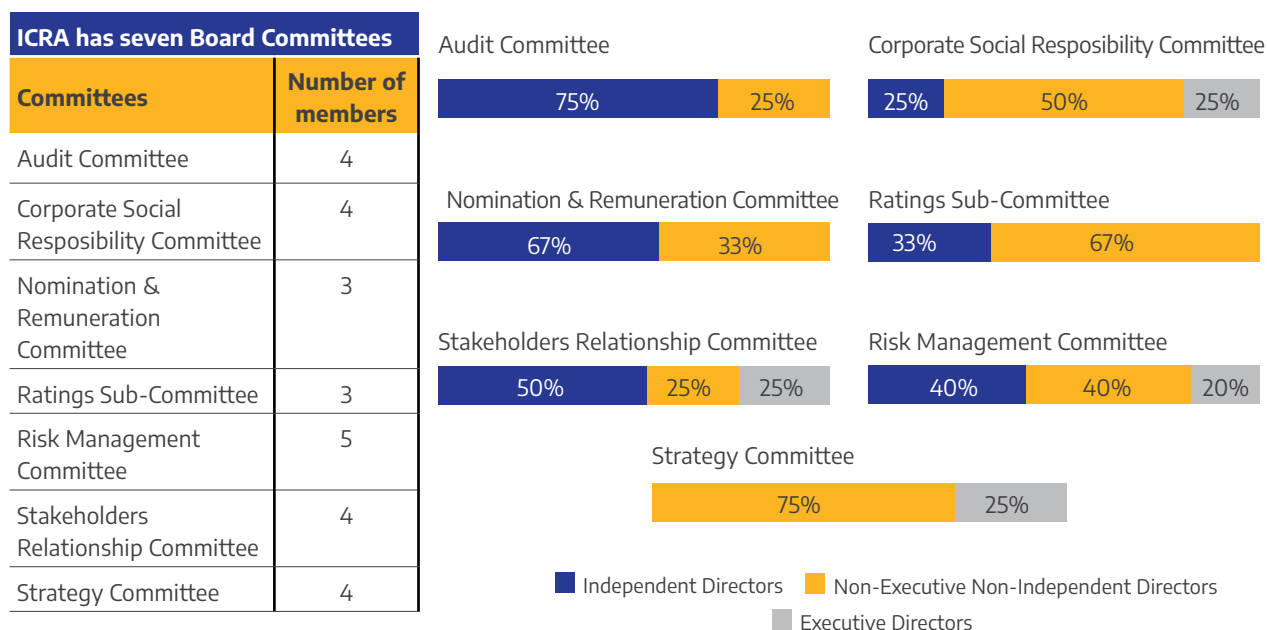 ICRA has seven Board Committees
Committees
Number of
members
Audit Committee
4
Corporate Social
Resposibility Committee
4
Nomination &
Remuneration
Committee
3
Ratings Sub-Committee
3
Risk Management
Committee
5
Stakeholders
Relationship Committee
4
Strategy Committee
4
Audit Committee
75% 25%
Corporate Social Resposibility Committee
25% 50% 25%
Nomination & Remuneration Committee
67% 33%
Ratings Sub-Committee
33% 67%
Stakeholders Relationship Committee
50% 25% 25%
Risk Management Committee
40% 40% 20%
Strategy Committee
75% 25%
Independent Directors Non-Executive Non-Independent Directors
Executive Directors